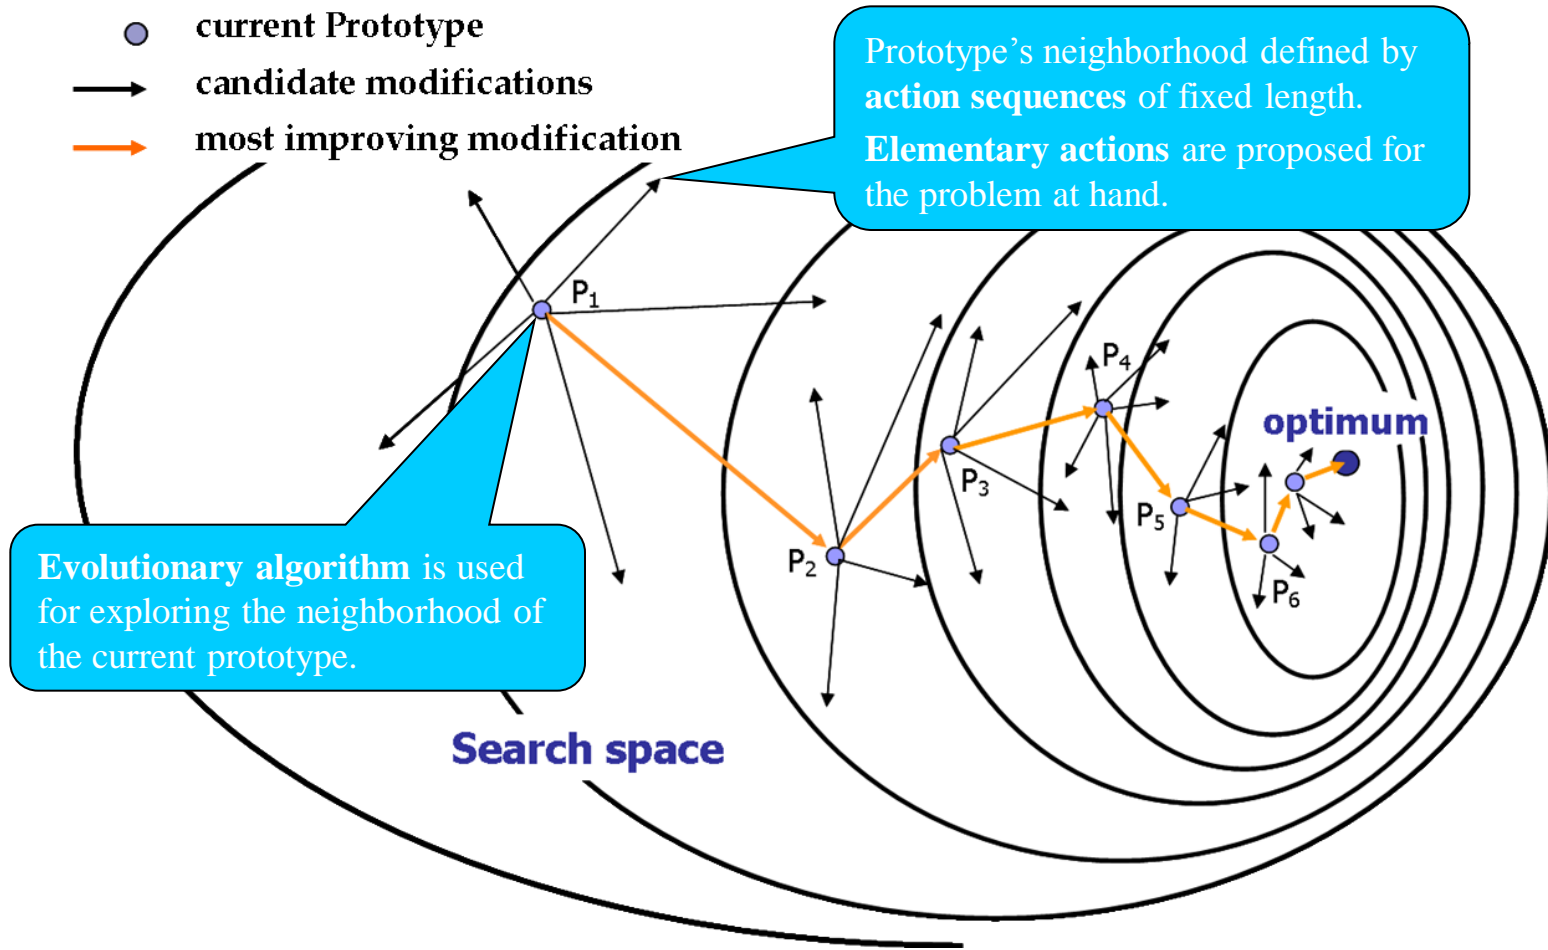 current Prototype
candidate modifications
most improving modification
Prototype’s neighborhood defined by
action sequences of fixed length.
Elementary actions are proposed for
the problem at hand.
P1
P4
optimum
P3
P5
P2
P6
Evolutionary algorithm is used
for exploring the neighborhood of
the current prototype.
Search space